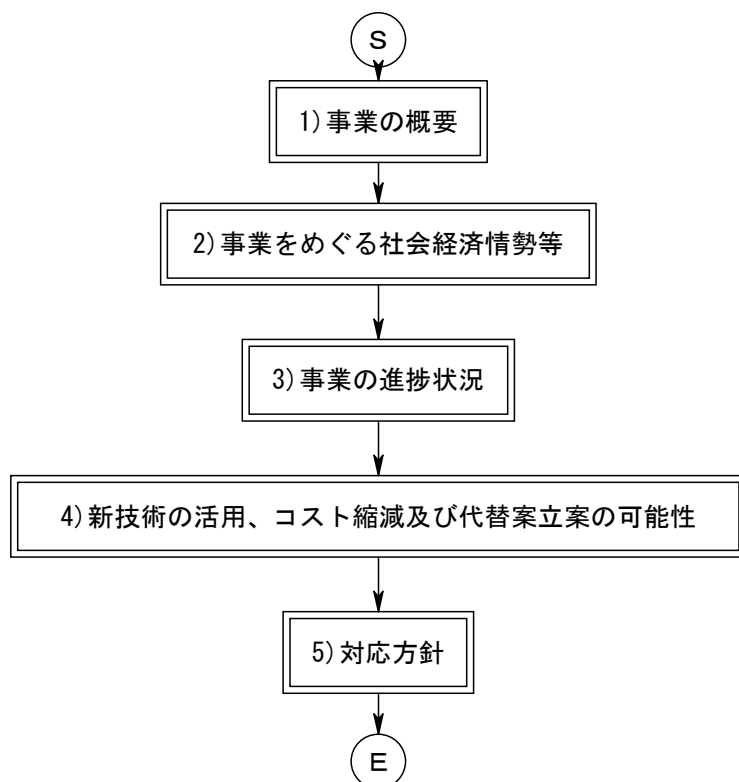 S
1)事業の概要
2)事業をめぐる社会経済情勢等
3)事業の進捗状況
4)新技術の活用、コスト縮減及び代替案立案の可能性
5)対応方針
E